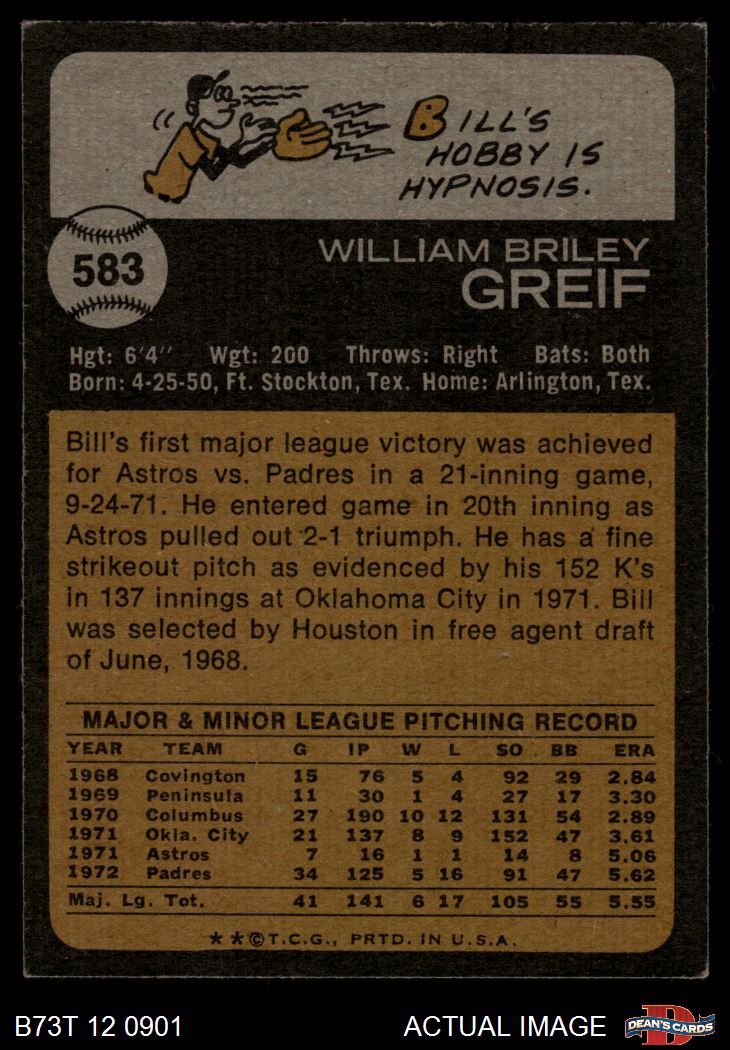 BILL'S
HOBBY IS
HYPNOSIS.
583
WILLIAM BRILEY
GREIF
Hgt: 6'4" Wgt: 200 Throws: Right Bats: Both
Born: 4-25-50, Ft. Stockton, Tex. Home: Arlington, Tex.
Bill's first major league victory was achieved
for Astros vs. Padres in a 21-inning game,
9-24-71. He entered game in 20th inning as
Astros pulled out 2-1 triumph. He has a fine
strikeout pitch as evidenced by his 152 K's
in 137 innings at Oklahoma City in 1971. Bill
was selected by Houston in free agent draft
of June, 1968.
MAJOR & MINOR LEAGUE PITCHING RECORD
YEAR TEAM G IP W L SO BB ERA
1968 Covington 15 76 5 4 92 29 2.84
1969 Peninsula 11 30 1 4 27 17 3.30
1970 Columbus 27 190 10 12 131 54 2.89
1971 Okla. City 21 137 8 9 152 47 3.61
1971 Astros 7 16 1 1 14 8 5.06
1972 Padres 34 125 5 16 91 47 5.62
Maj. Lg. Tot. 41 141 6 17 105 55 5.55
**©T.C.G., PRTD. IN U.S.A.
B73T 12 0901 ACTUAL IMAGE D DEAN'S CARDS